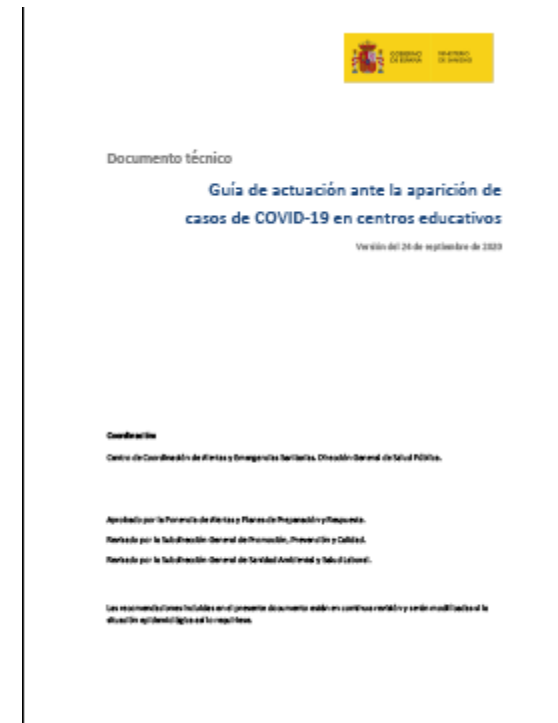 GOBIERNO MINISTERIO
DE ESPAÑA DE SANIDAD
Documento técnico
Guía de actuación ante la aparición de
casos de COVID-19 en centros educativos
Versión del 24 de septiembre de 2020
Coordinación
Centro de Coordinación de Alertas y Emergencias Sanitarias. Dirección General de Salud Pública.
Aprobado por la Ponencia de Alertas y Planes de Preparación y Respuesta.
Revisado por la Subdirección General de Promoción, Prevención y Calidad.
Revisado por la Subdirección General de Sanidad Ambiental y Salud Laboral.
Las recomendaciones incluidas en el presente documento están en continua revisión y serán modificadas si la
situación epidemiológica así lo requiriese.